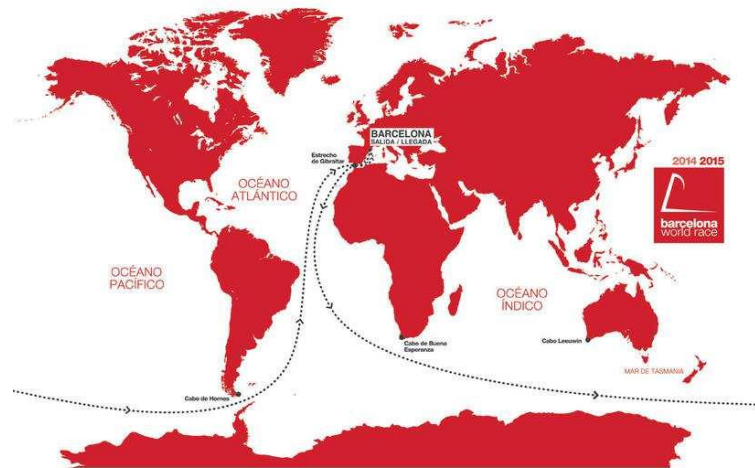 BARCELONA
SALIDA / LLEGADA
Estrecho
de Gibraltar
OCÉANO
ATLÁNTICO
2014 2015
barcelona
world race
OCÉANO
PACÍFICO
OCÉANO
ÍNDICO
Cabo de Buena
Esperanza
Cabo Leeuwin
MAR DE TASMANIA
Cabo de Hornos